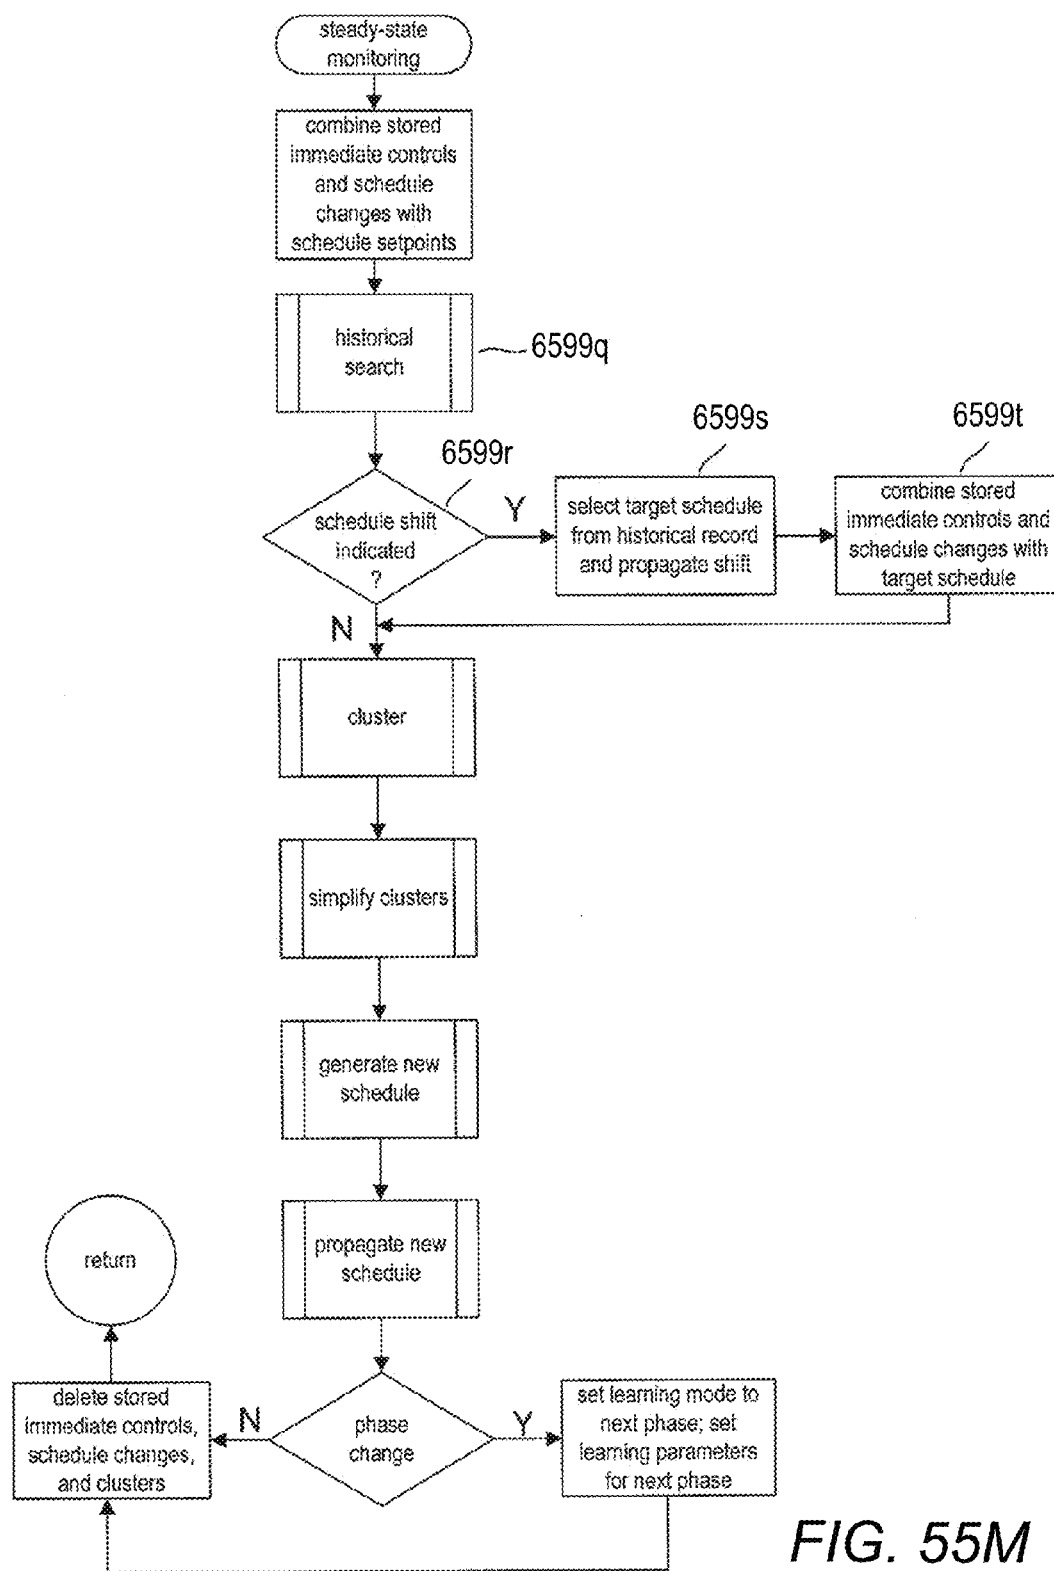 steady-state
monitoring
combine stored
immediate controls
and schedule
changes with
schedule setpoints
historical
search
6599q
6599r
schedule shift
indicated
?
Y
6599s
select target schedule
from historical record
and propagate shift
6599t
combine stored
immediate controls and
schedule changes with
target schedule
N
cluster
simplify clusters
generate new
schedule
propagate new
schedule
return
phase
change
N
delete stored
immediate controls,
schedule changes,
and clusters
Y
set learning mode to
next phase; set
learning parameters
for next phase
FIG. 55M